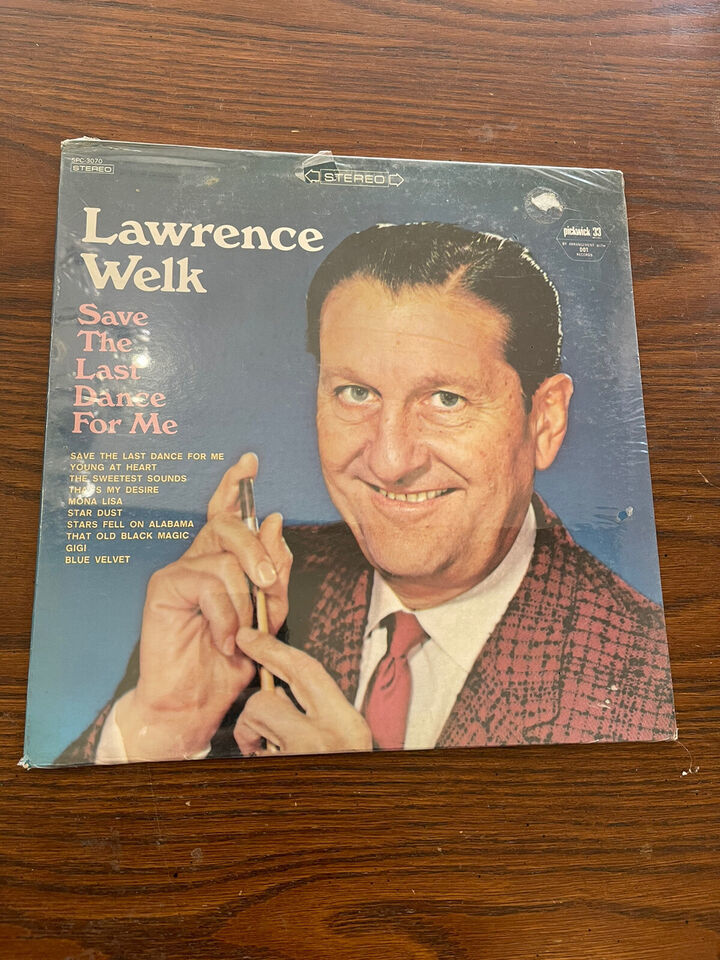 SPC-3070
STEREO
STEREO
pickwick 33
BY ARRANGEMENT WITH
DOT
RECORDS
Lawrence
Welk
Save
The
Last
Dance
For Me
SAVE THE LAST DANCE FOR ME
YOUNG AT HEART
THE SWEETEST SOUNDS
THAT'S MY DESIRE
MONA LISA
STAR DUST
STARS FELL ON ALABAMA
THAT OLD BLACK MAGIC
GIGI
BLUE VELVET